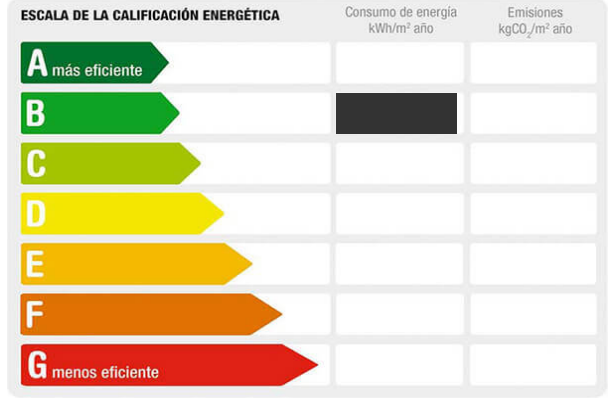 ESCALA DE LA CALIFICACIÓN ENERGÉTICA
Consumo de energía
kWh/m² año
Emisiones
kgCO₂/m² año
A más eficiente
B
C
D
E
F
G menos eficiente